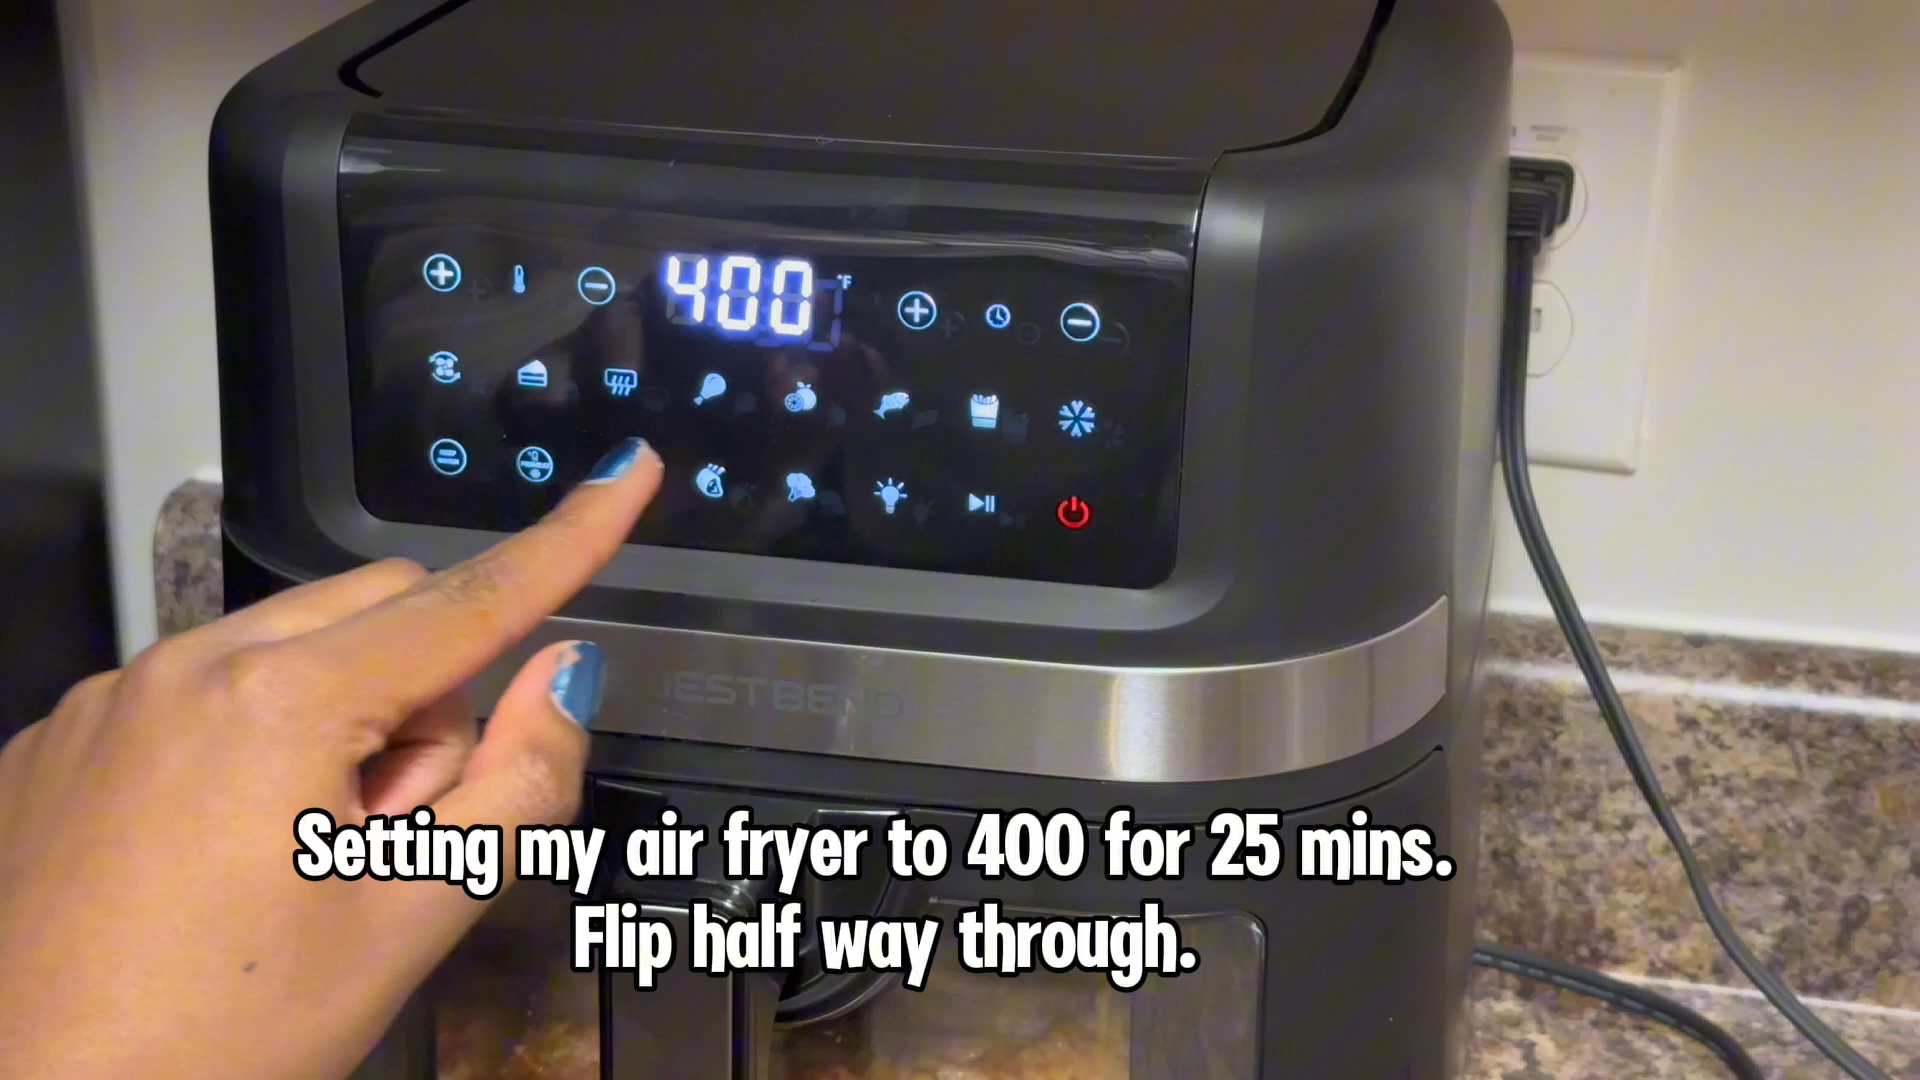 400 °F
Setting my air fryer to 400 for 25 mins.
Flip half way through.